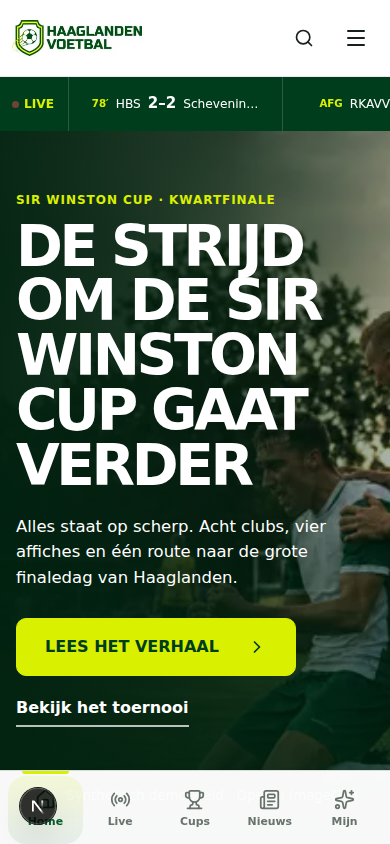 HAAGLANDEN
VOETBAL
LIVE
78' HBS 2–2 Schevenin...
AFG RKAVV
SIR WINSTON CUP · KWARTFINALE
DE STRIJD
OM DE SIR
WINSTON
CUP GAAT
VERDER
Alles staat op scherp. Acht clubs, vier
affiches en één route naar de grote
finaledag van Haaglanden.
LEES HET VERHAAL
Bekijk het toernooi
N
Home
Live
Cups
Nieuws
Mijn